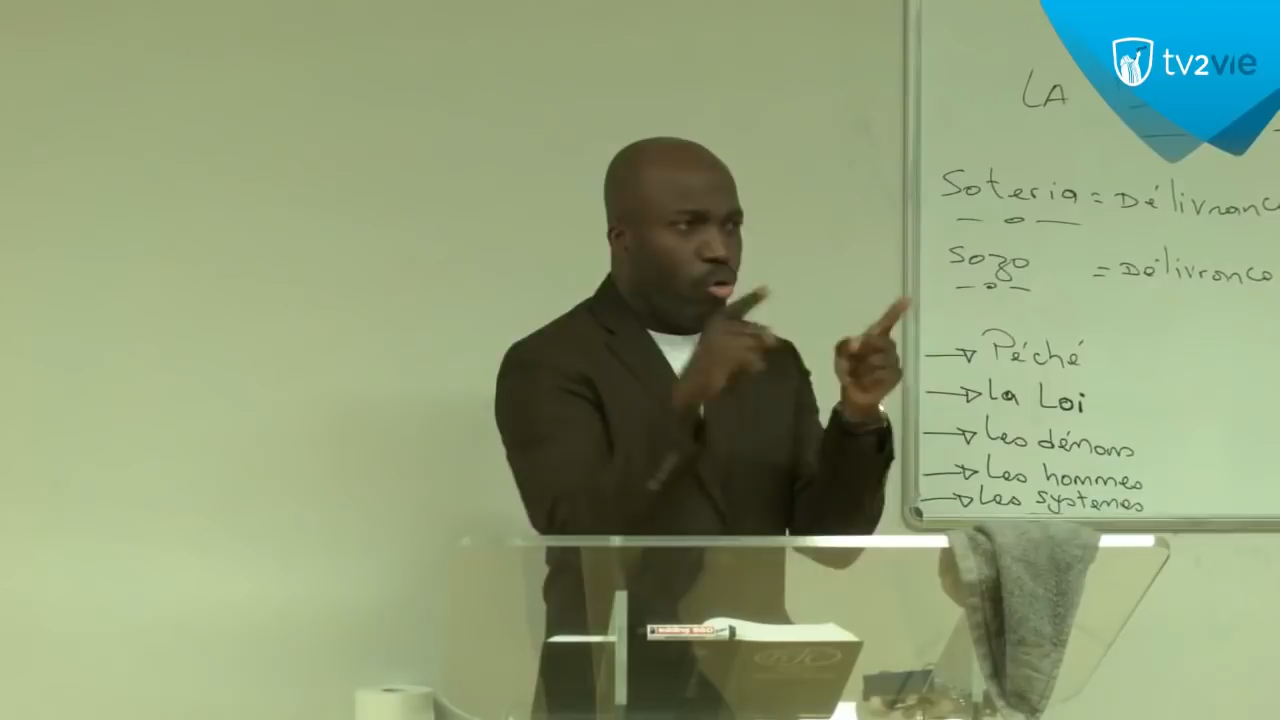 tv2vie
LA
Soteria = Délivrance
Sozo = Délivrance
→ Péché
→ La Loi
→ Les démons
→ Les hommes
→ Les systemes